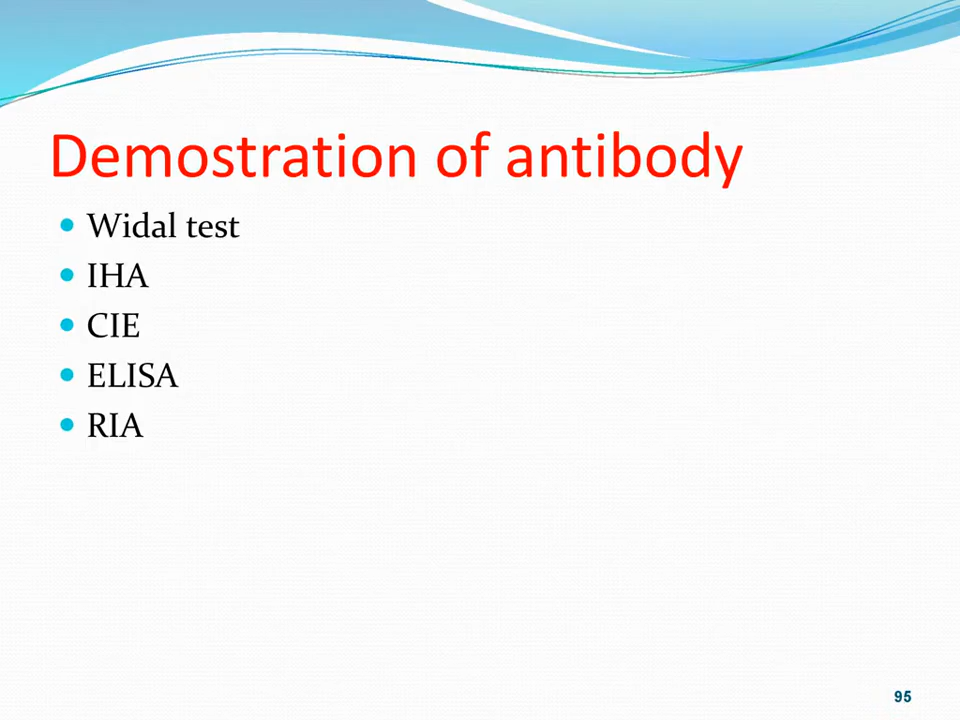 Demostration of antibody
Widal test
IHA
CIE
ELISA
RIA
95